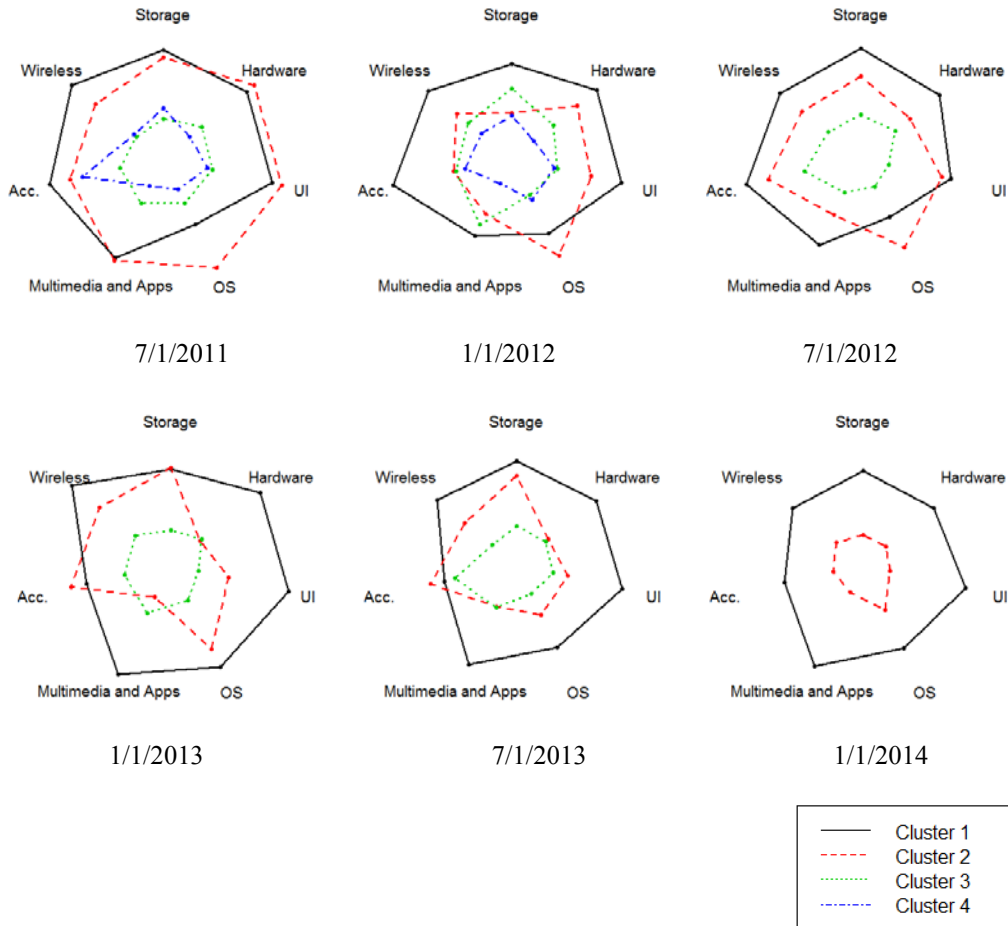 Storage
Storage
Storage
Wireless
Hardware
Wireless
Hardware
Wireless
Hardware
Acc.
UI
Acc.
UI
Acc.
UI
Multimedia and Apps
OS
Multimedia and Apps
OS
Multimedia and Apps
OS
7/1/2011
1/1/2012
7/1/2012
Storage
Storage
Storage
Wireless
Hardware
Wireless
Hardware
Wireless
Hardware
Acc.
UI
Acc.
UI
Acc.
UI
Multimedia and Apps
OS
Multimedia and Apps
OS
Multimedia and Apps
OS
1/1/2013
7/1/2013
1/1/2014
Cluster 1
Cluster 2
Cluster 3
Cluster 4